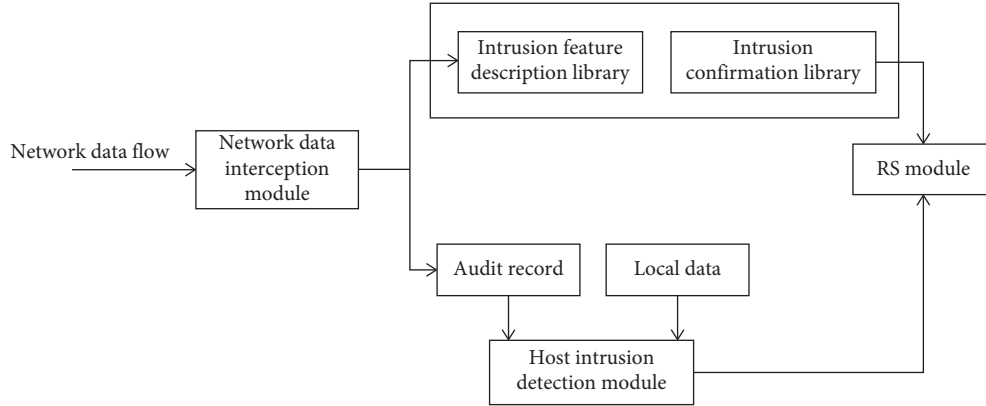 Intrusion feature
description library
Intrusion
confirmation library
Network data flow
Network data
interception
module
RS module
Audit record
Local data
Host intrusion
detection module